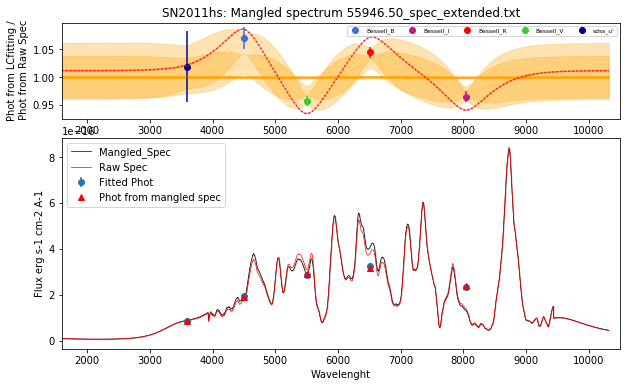 SN2011hs: Mangled spectrum 55946.50_spec_extended.txt
Phot from LCfitting /
Phot from Raw Spec
1.05
1.00
0.95
Bessell_B
Bessell_I
Bessell_R
Bessell_V
sdss_u'
2000 3000 4000 5000 6000 7000 8000 9000 10000
1e−16
Flux erg s-1 cm-2 A-1
8
6
4
2
0
Mangled_Spec
Raw Spec
Fitted Phot
Phot from mangled spec
2000 3000 4000 5000 6000 7000 8000 9000 10000
Wavelenght